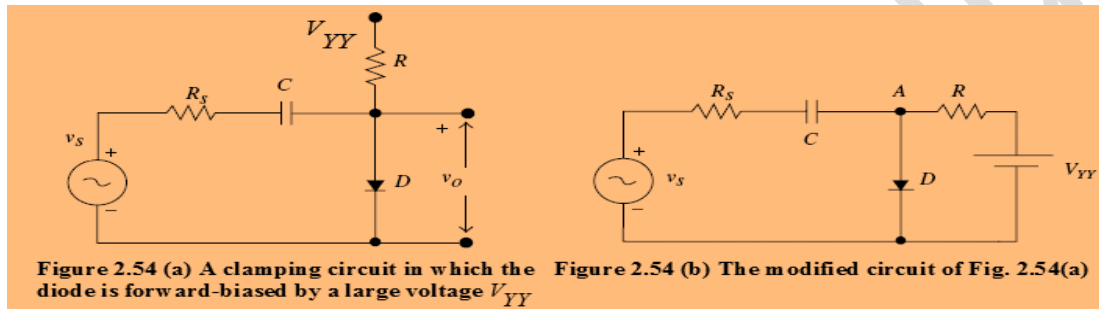 V_YY
R
C
R_S
v_S
+
−
+
D
v_O
Figure 2.54 (a) A clamping circuit in which the
diode is forward-biased by a large voltage V_YY
R_S
A
R
C
+
v_S
−
D
V_YY
Figure 2.54 (b) The modified circuit of Fig. 2.54(a)